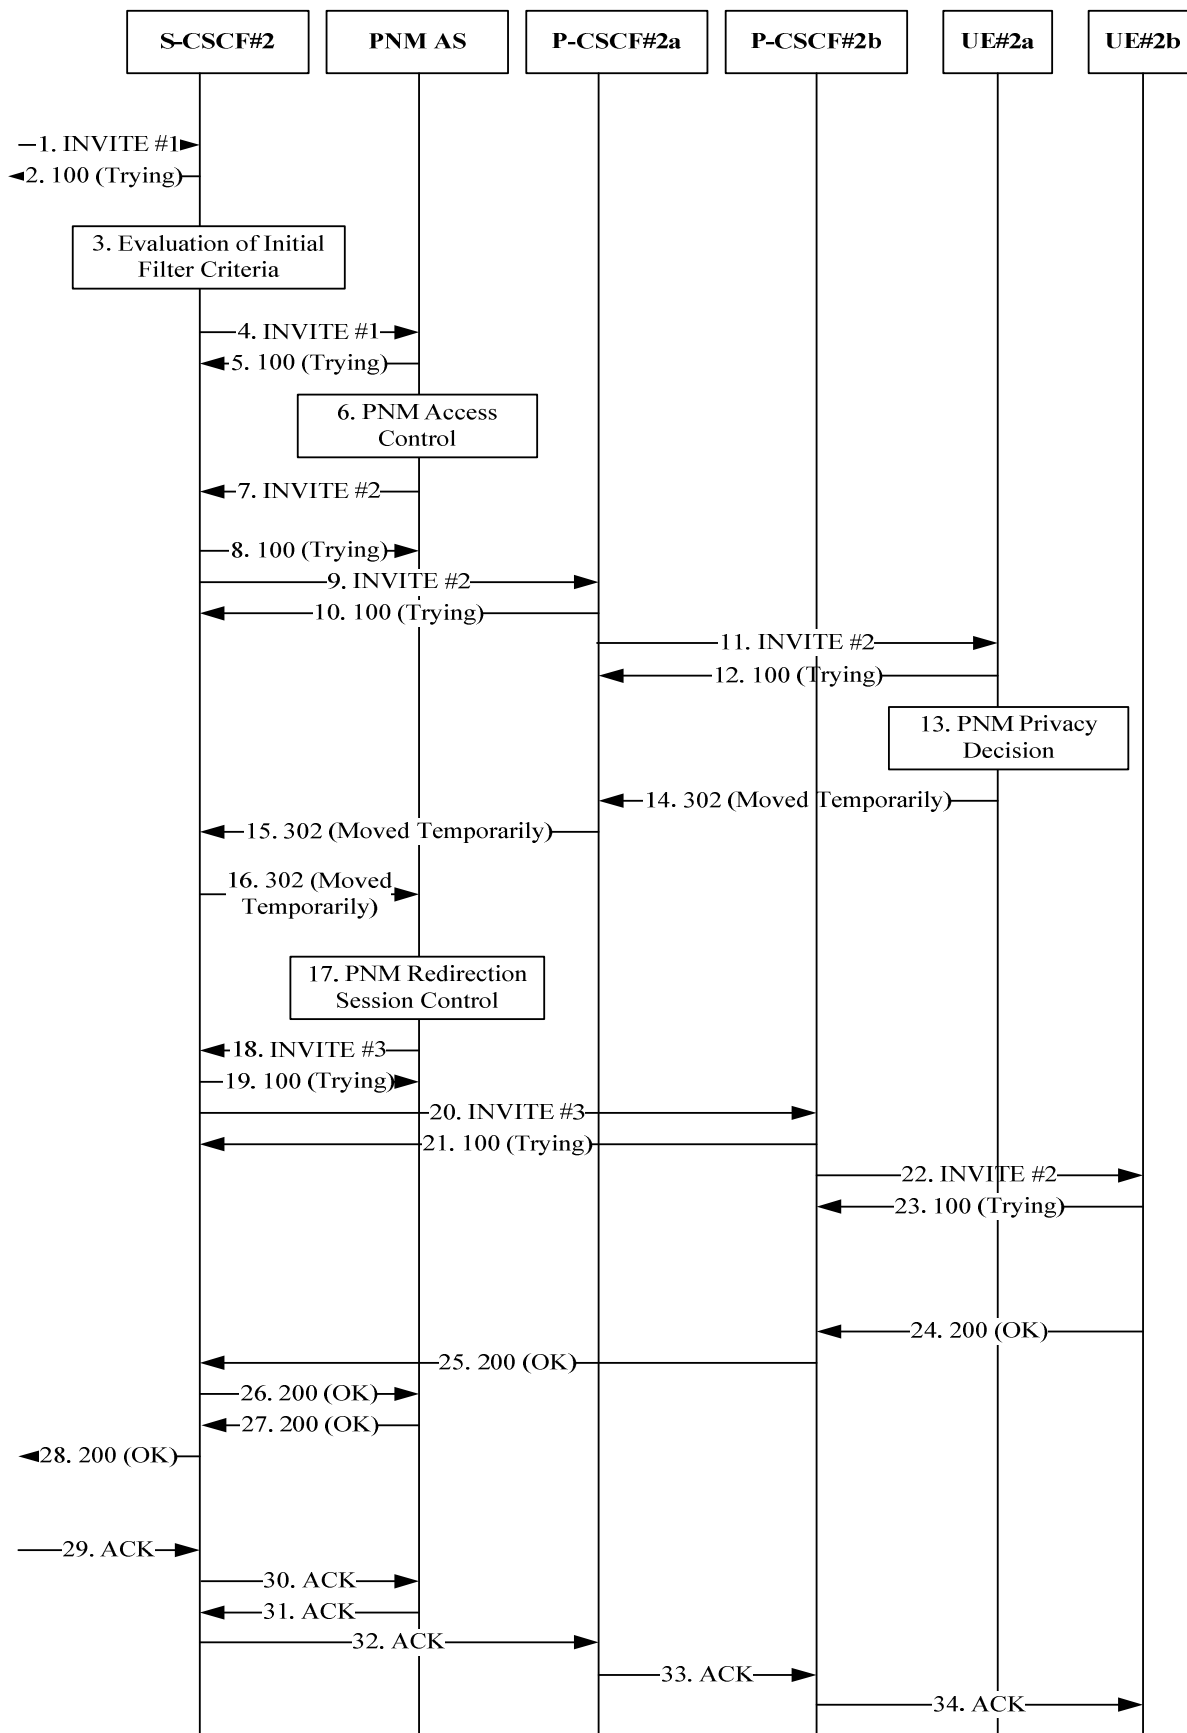 S-CSCF#2
PNM AS
P-CSCF#2a
P-CSCF#2b
UE#2a
UE#2b
1. INVITE #1
2. 100 (Trying)
3. Evaluation of Initial
Filter Criteria
4. INVITE #1
5. 100 (Trying)
6. PNM Access
Control
7. INVITE #2
8. 100 (Trying)
9. INVITE #2
10. 100 (Trying)
11. INVITE #2
12. 100 (Trying)
13. PNM Privacy
Decision
14. 302 (Moved Temporarily)
15. 302 (Moved Temporarily)
16. 302 (Moved
Temporarily)
17. PNM Redirection
Session Control
18. INVITE #3
19. 100 (Trying)
20. INVITE #3
21. 100 (Trying)
22. INVITE #2
23. 100 (Trying)
24. 200 (OK)
25. 200 (OK)
26. 200 (OK)
27. 200 (OK)
28. 200 (OK)
29. ACK
30. ACK
31. ACK
32. ACK
33. ACK
34. ACK